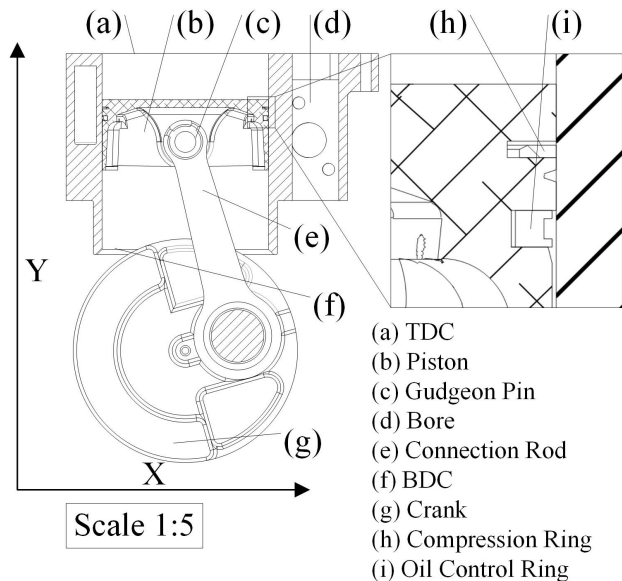 (a) (b) (c) (d) (h) (i)
(e)
Y
(f)
(g)
X
Scale 1:5
(a) TDC
(b) Piston
(c) Gudgeon Pin
(d) Bore
(e) Connection Rod
(f) BDC
(g) Crank
(h) Compression Ring
(i) Oil Control Ring